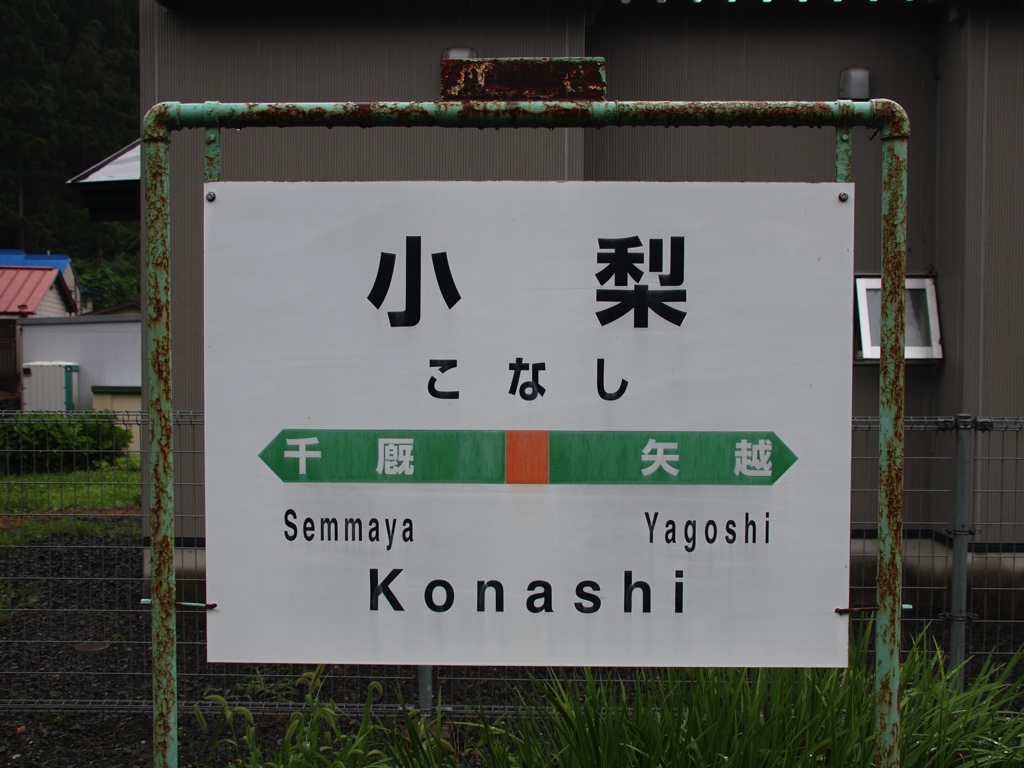 小 梨
こ な し
千 厩 矢 越
Semmaya Yagoshi
Konashi